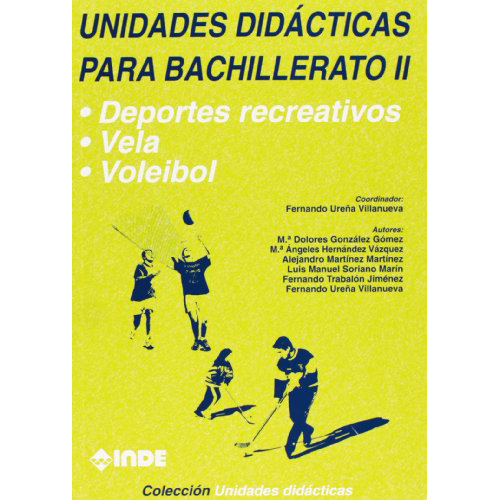 UNIDADES DIDÁCTICAS
PARA BACHILLERATO II
• Deportes recreativos
• Vela
• Voleibol
Coordinador:
Fernando Ureña Villanueva
Autores:
M.ª Dolores González Gómez
M.ª Ángeles Hernández Vázquez
Alejandro Martínez Martínez
Luis Manuel Soriano Marín
Fernando Trabalón Jiménez
Fernando Ureña Villanueva
INDE
Colección Unidades didácticas